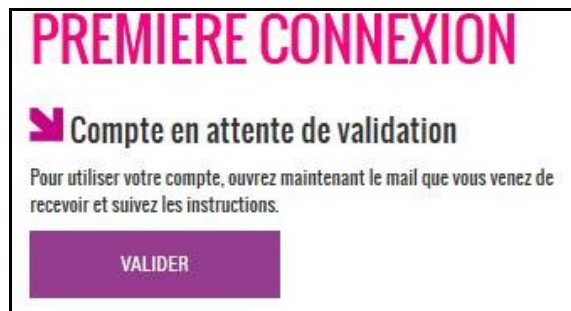 PREMIERE CONNEXION
Compte en attente de validation
Pour utiliser votre compte, ouvrez maintenant le mail que vous venez de
recevoir et suivez les instructions.
VALIDER